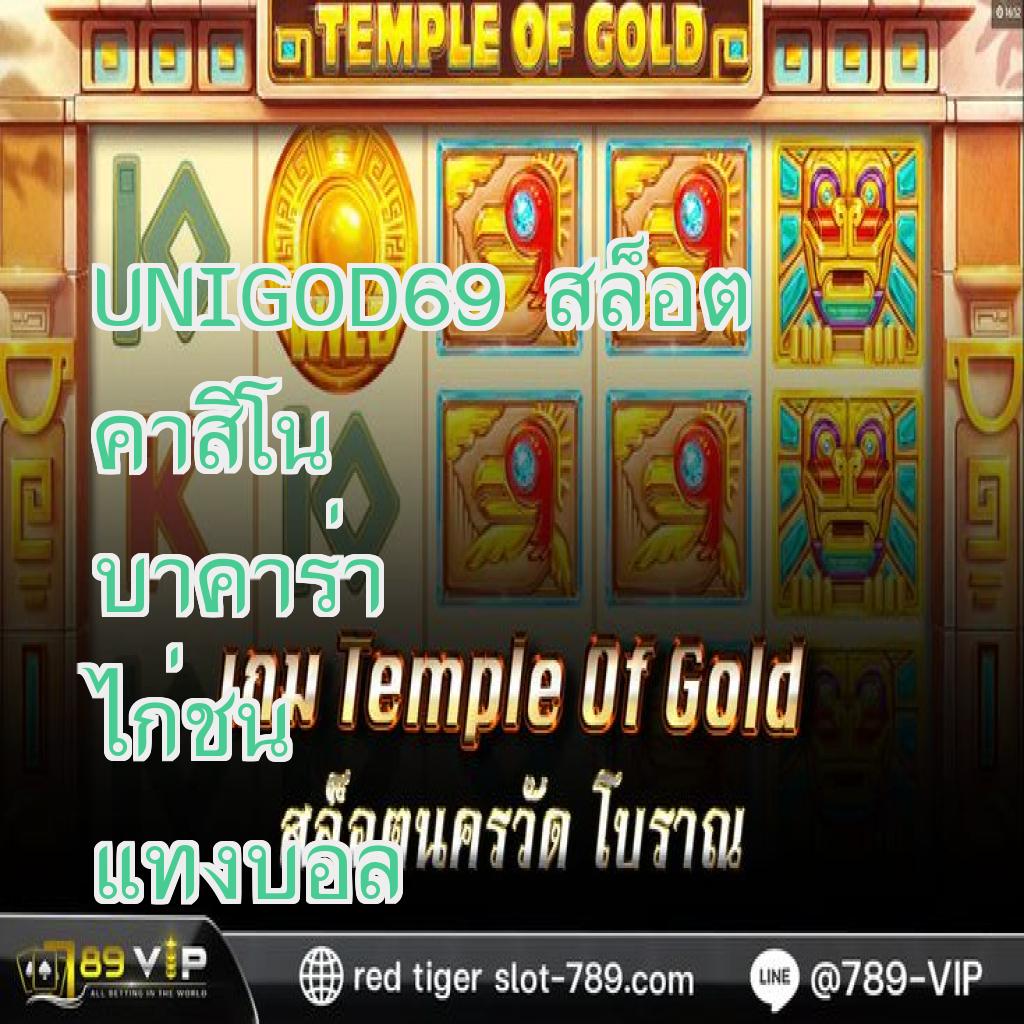 TEMPLE OF GOLD
WILD
UNIGOD69 สล็อต
คาสิโน
บาคาร่า
ไก่ชน
แทงบอล
K
เกม Temple Of Gold
สล็อตนครวัด โบราณ
789 VIP
ALL BETTING IN THE WORLD
red tiger slot-789.com
LINE
@789-VIP